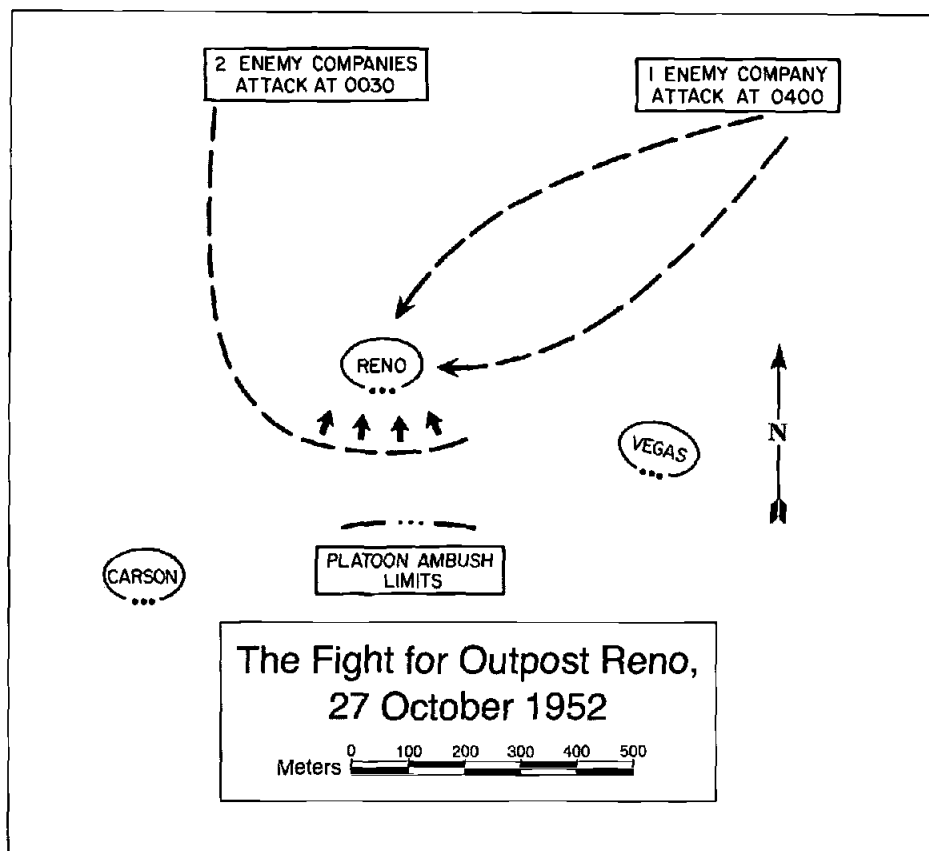 2 ENEMY COMPANIES
ATTACK AT 0030
1 ENEMY COMPANY
ATTACK AT 0400
RENO
VEGAS
N
PLATOON AMBUSH
LIMITS
CARSON
The Fight for Outpost Reno,
27 October 1952
0 100 200 300 400 500
Meters